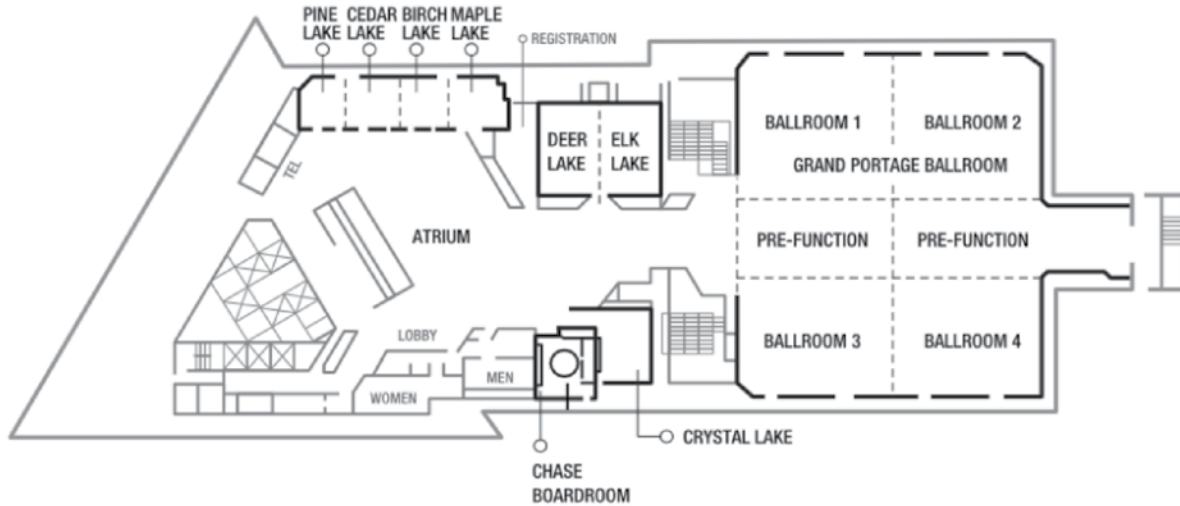 PINE CEDAR BIRCH MAPLE
LAKE LAKE LAKE LAKE
REGISTRATION
DEER ELK
LAKE LAKE
BALLROOM 1 BALLROOM 2
GRAND PORTAGE BALLROOM
TEL
ATRIUM
PRE-FUNCTION PRE-FUNCTION
LOBBY
BALLROOM 3 BALLROOM 4
MEN
WOMEN
CRYSTAL LAKE
CHASE
BOARDROOM